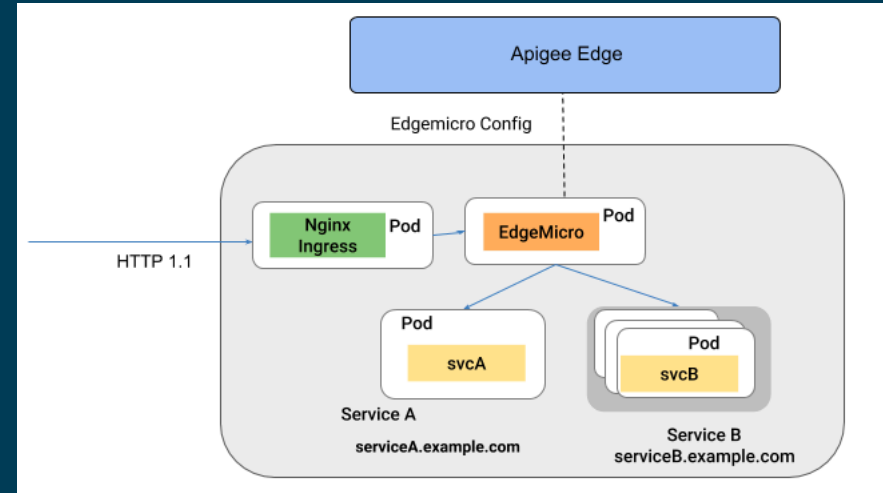 Apigee Edge
Edgemicro Config
Nginx
Ingress
Pod
EdgeMicro
Pod
HTTP 1.1
Pod
svcA
Pod
svcB
Service A
serviceA.example.com
Service B
serviceB.example.com